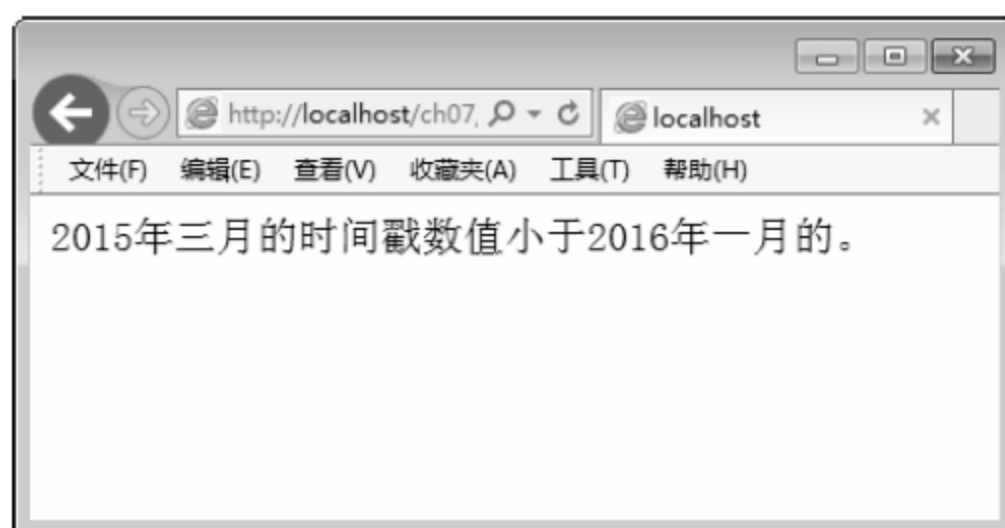 http://localhost/ch07, localhost
文件(F) 编辑(E) 查看(V) 收藏夹(A) 工具(T) 帮助(H)
2015年三月的时间戳数值小于2016年一月的。